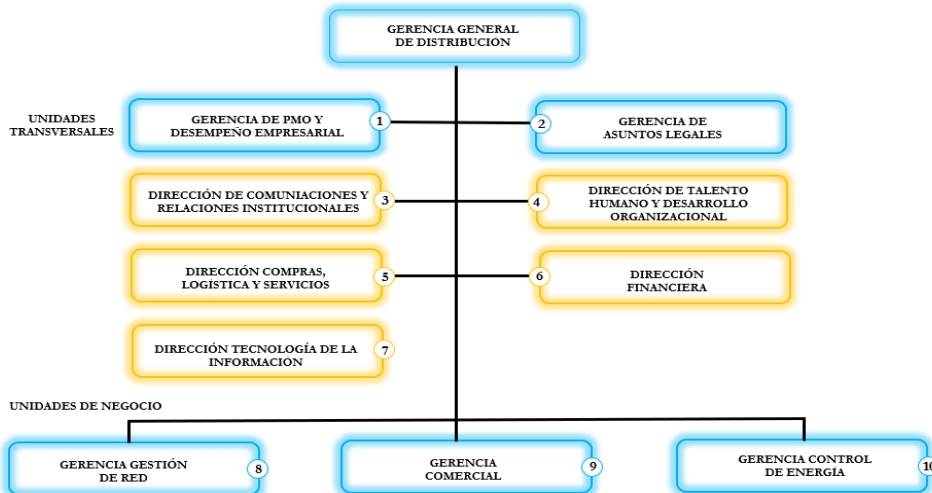 GERENCIA GENERAL
DE DISTRIBUCIÓN
UNIDADES
TRANSVERSALES
GERENCIA DE PMO Y
DESEMPEÑO EMPRESARIAL
1
2
GERENCIA DE
ASUNTOS LEGALES
DIRECCIÓN DE COMUNIACIONES Y
RELACIONES INSTITUCIONALES
3
4
DIRECCIÓN DE TALENTO
HUMANO Y DESARROLLO
ORGANIZACIONAL
DIRECCIÓN COMPRAS,
LOGÍSTICA Y SERVICIOS
5
6
DIRECCIÓN
FINANCIERA
DIRECCIÓN TECNOLOGÍA DE LA
INFORMACIÓN
7
UNIDADES DE NEGOCIO
GERENCIA GESTIÓN
DE RED
8
GERENCIA
COMERCIAL
9
GERENCIA CONTROL
DE ENERGÍA
10